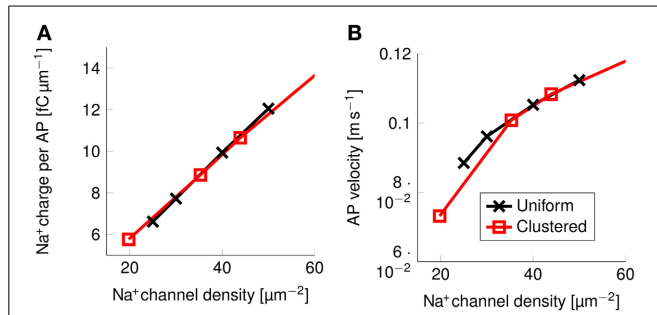 A
Na⁺ charge per AP [fC µm⁻¹]
14
12
10
8
6
20
40
60
Na⁺channel density [µm⁻²]
B
AP velocity [m s⁻¹]
0.12
0.1
8 ·
10⁻²
6 ·
10⁻²
Uniform
Clustered
20
40
60
Na⁺channel density [µm⁻²]